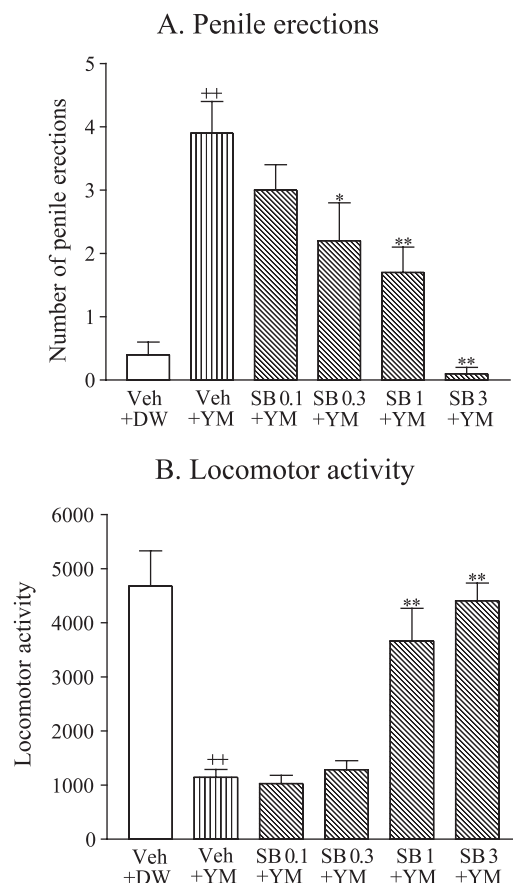 A. Penile erections
Number of penile erections
5
4
3
2
1
0
‡‡
*
**
**
Veh Veh SB 0.1 SB 0.3 SB 1 SB 3
+DW +YM +YM +YM +YM +YM
B. Locomotor activity
Locomotor activity
6000
5000
4000
3000
2000
1000
0
‡‡
**
**
Veh Veh SB 0.1 SB 0.3 SB 1 SB 3
+DW +YM +YM +YM +YM +YM